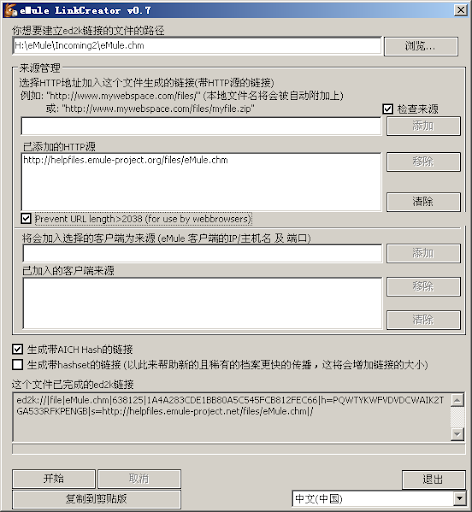 eMule LinkCreator v0.7
你想要建立ed2k链接的文件的路径
H:\eMule\Incoming2\eMule.chm
浏览...
来源管理
选择HTTP地址加入这个文件生成的链接(带HTTP源的链接)
例如: "http://www.mywebspace.com/files/" (本地文件名将会被自动附加上)
或: "http://www.mywebspace.com/files/myfile.zip"
检查来源
添加
已添加的HTTP源
http://helpfiles.emule-project.org/files/eMule.chm
移除
清除
Prevent URL length>2038 (for use by webbrowsers)
将会加入选择的客户端为来源 (eMule 客户端的IP/主机名 及 端口)
添加
已加入的客户端来源
移除
清除
生成带AICH Hash的链接
生成带hashset的链接 (以此来帮助新的且稀有的档案更快的传播，这将会增加链接的大小)
这个文件已完成的ed2k链接
ed2k://|file|eMule.chm|638125|1A4A283CDE1BB80A5C545FCB812FEC66|h=PQWTYKWFVDVDCWAIK2T
GA533RFKPENGB|s=http://helpfiles.emule-project.net/files/eMule.chm|/
开始
取消
退出
复制到剪贴版
中文(中国)